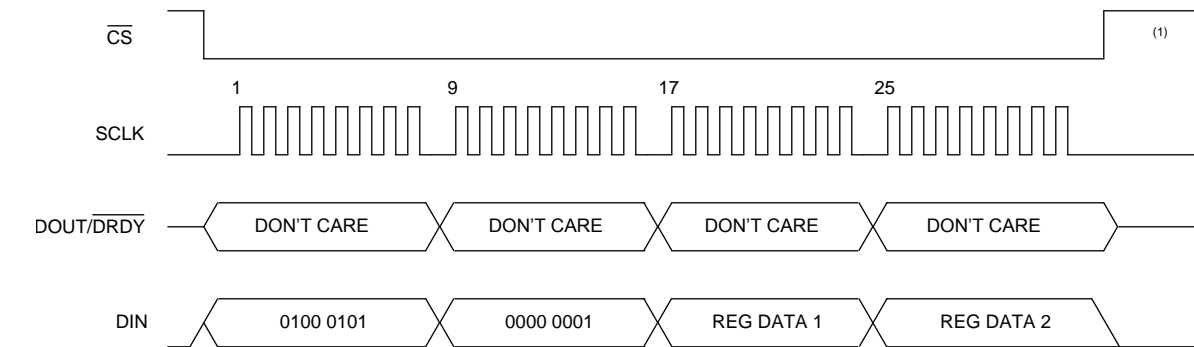 CS
(1)
1 9 17 25
SCLK
DOUT/DRDY DON'T CARE DON'T CARE DON'T CARE DON'T CARE
DIN 0100 0101 0000 0001 REG DATA 1 REG DATA 2